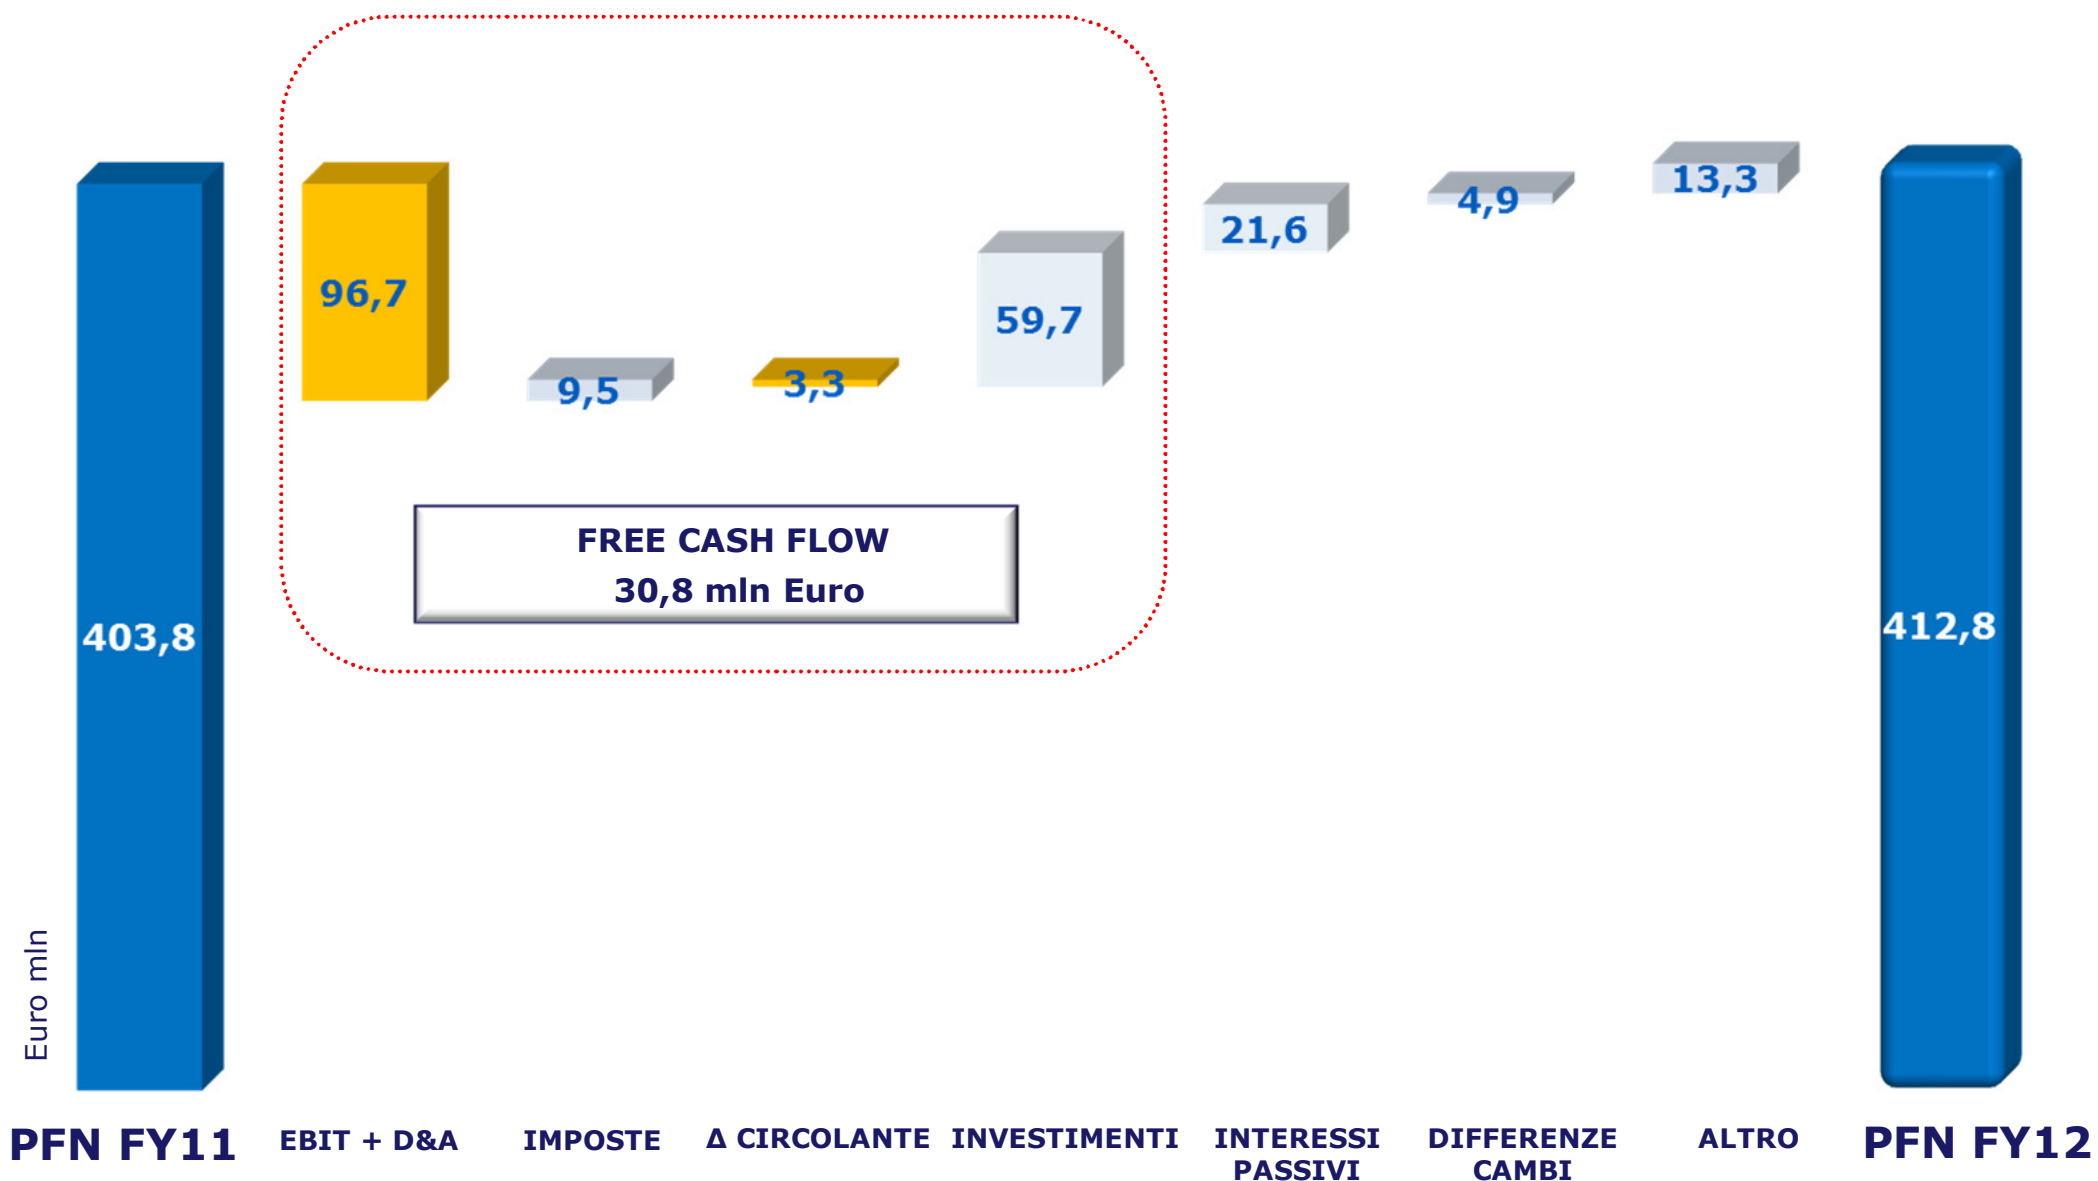 96,7
9,5
3,3
59,7
21,6
4,9
13,3
FREE CASH FLOW
30,8 mln Euro
403,8
412,8
Euro mln
PFN FY11
EBIT + D&A
IMPOSTE
Δ CIRCOLANTE
INVESTIMENTI
INTERESSI
PASSIVI
DIFFERENZE
CAMBI
ALTRO
PFN FY12